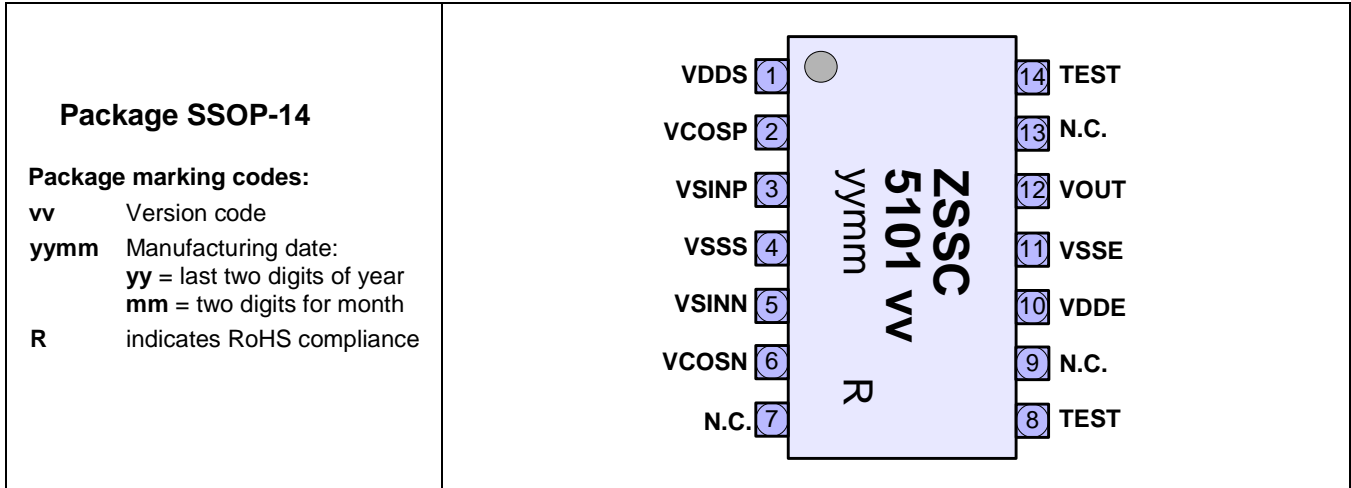 Package SSOP-14
Package marking codes:
vv Version code
yymm Manufacturing date:
yy = last two digits of year
mm = two digits for month
R indicates RoHS compliance
VDDS 1
VCOSP 2
VSINP 3
VSSS 4
VSINN 5
VCOSN 6
N.C. 7
ZSSC
5101 vv
yymm
R
14 TEST
13 N.C.
12 VOUT
11 VSSE
10 VDDE
9 N.C.
8 TEST